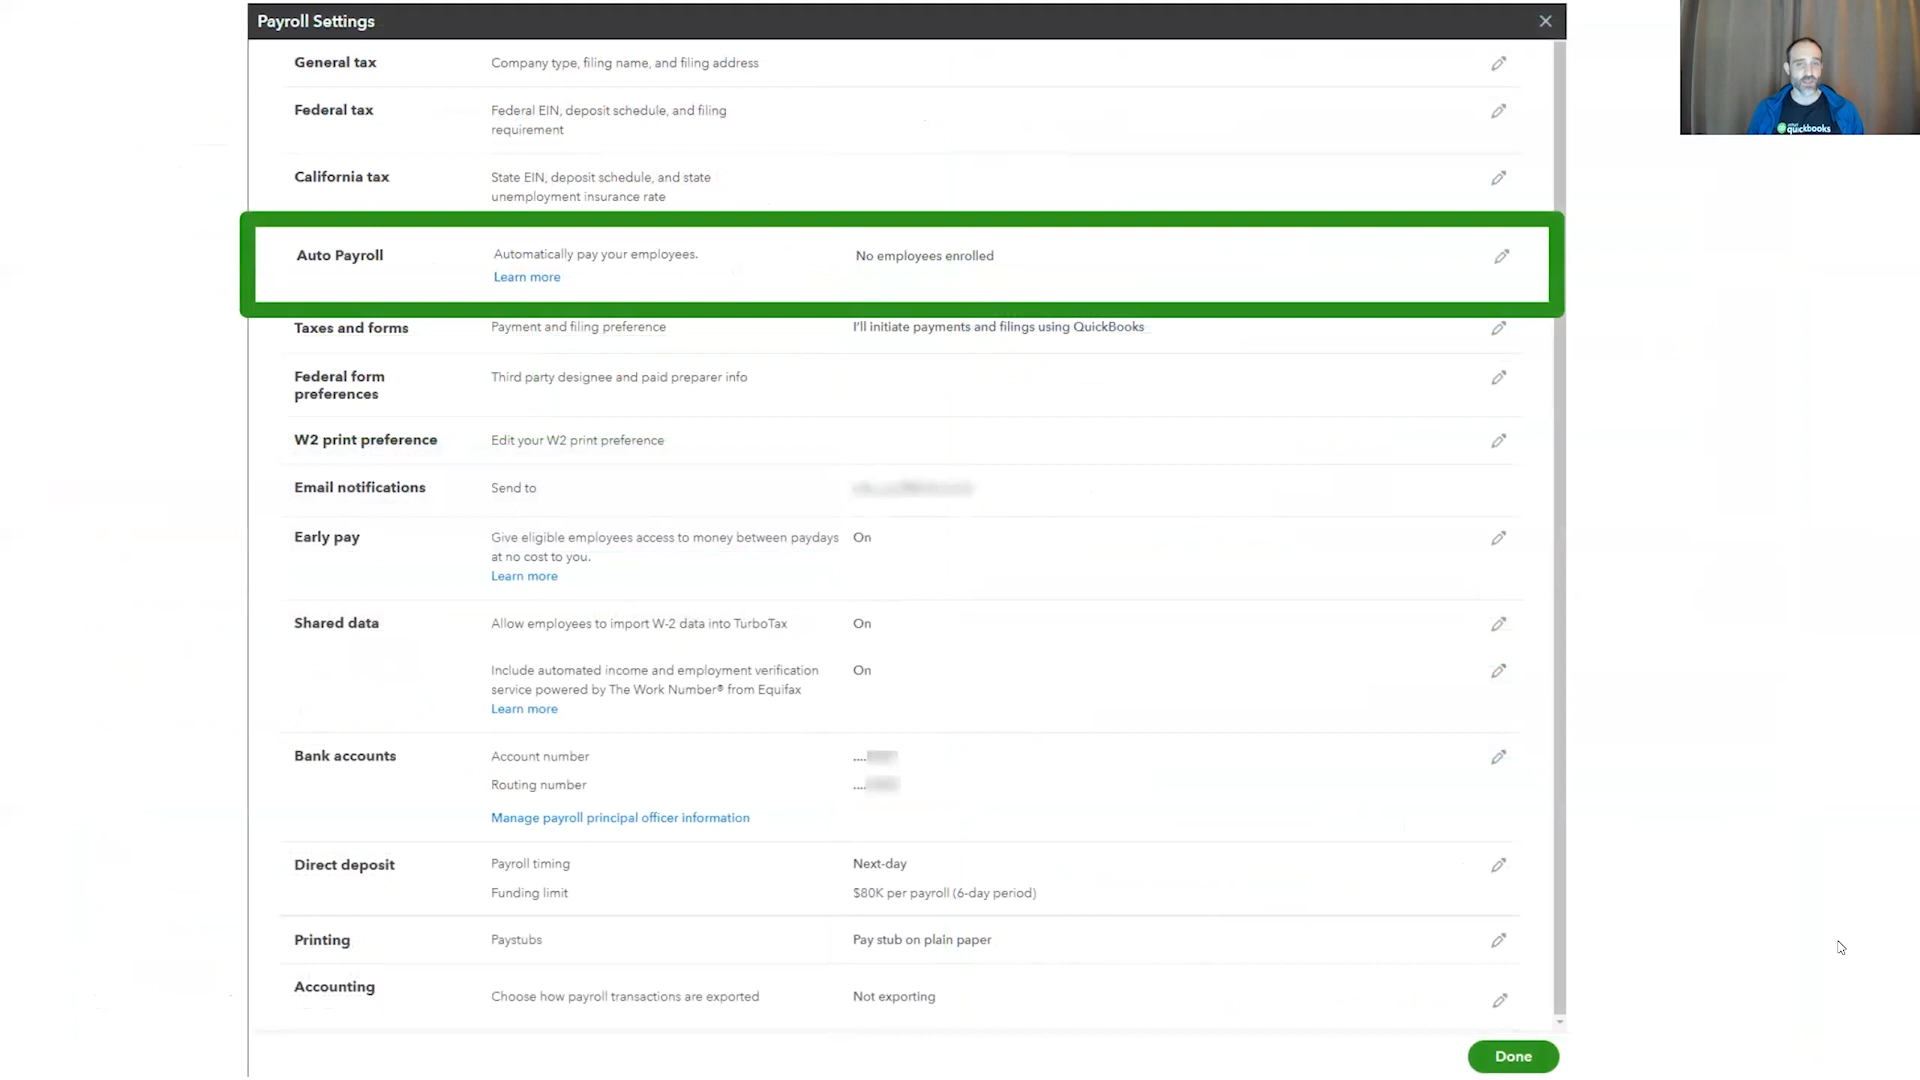 Payroll Settings
General tax
Company type, filing name, and filing address
Federal tax
Federal EIN, deposit schedule, and filing
requirement
California tax
State EIN, deposit schedule, and state
unemployment insurance rate
Auto Payroll
Automatically pay your employees.
No employees enrolled
Learn more
Taxes and forms
Payment and filing preference
I'll initiate payments and filings using QuickBooks
Federal form
preferences
Third party designee and paid preparer info
W2 print preference
Edit your W2 print preference
Email notifications
Send to
Early pay
Give eligible employees access to money between paydays
at no cost to you.
On
Learn more
Shared data
Allow employees to import W-2 data into TurboTax
On
Include automated income and employment verification
service powered by The Work Number® from Equifax
On
Learn more
Bank accounts
Account number
....
Routing number
....
Manage payroll principal officer information
Direct deposit
Payroll timing
Next-day
Funding limit
$80K per payroll (6-day period)
Printing
Paystubs
Pay stub on plain paper
Accounting
Choose how payroll transactions are exported
Not exporting
Done
quickbooks